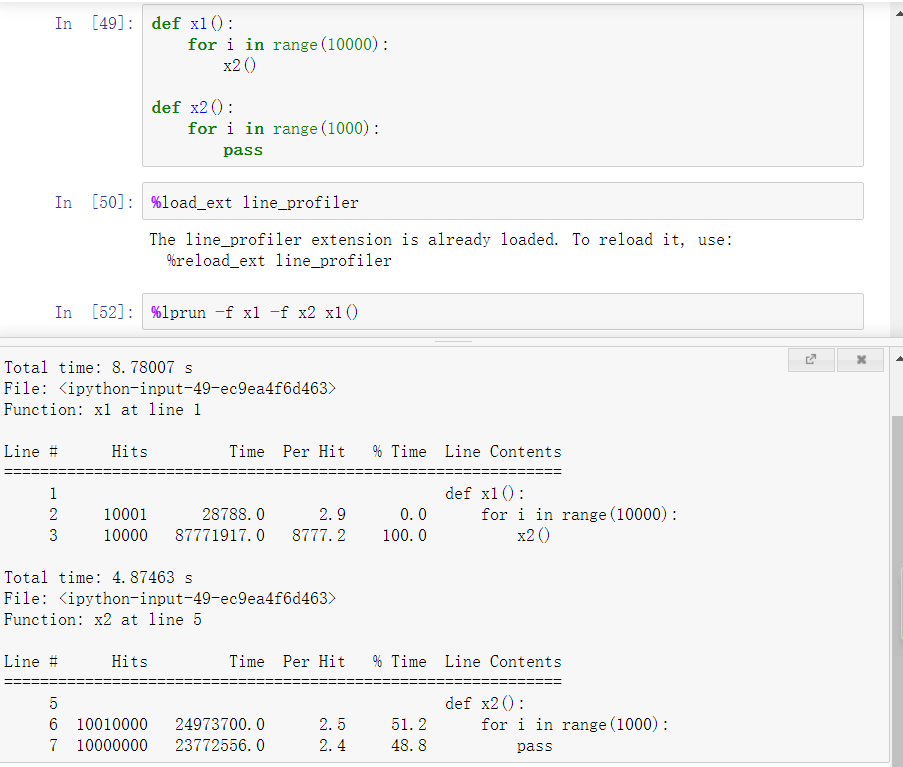 In [49]: def x1():
    for i in range(10000):
        x2()
def x2():
    for i in range(1000):
        pass
In [50]: %load_ext line_profiler
The line_profiler extension is already loaded. To reload it, use:
  %reload_ext line_profiler
In [52]: %lprun -f x1 -f x2 x1()
Total time: 8.78007 s
File: <ipython-input-49-ec9ea4f6d463>
Function: x1 at line 1
Line #      Hits         Time  Per Hit   % Time  Line Contents
==============================================================
     1                                           def x1():
     2     10001      28788.0      2.9      0.0      for i in range(10000):
     3     10000   87771917.0   8777.2    100.0          x2()
Total time: 4.87463 s
File: <ipython-input-49-ec9ea4f6d463>
Function: x2 at line 5
Line #      Hits         Time  Per Hit   % Time  Line Contents
==============================================================
     5                                           def x2():
     6  10010000   24973700.0      2.5     51.2      for i in range(1000):
     7  10000000   23772556.0      2.4     48.8          pass